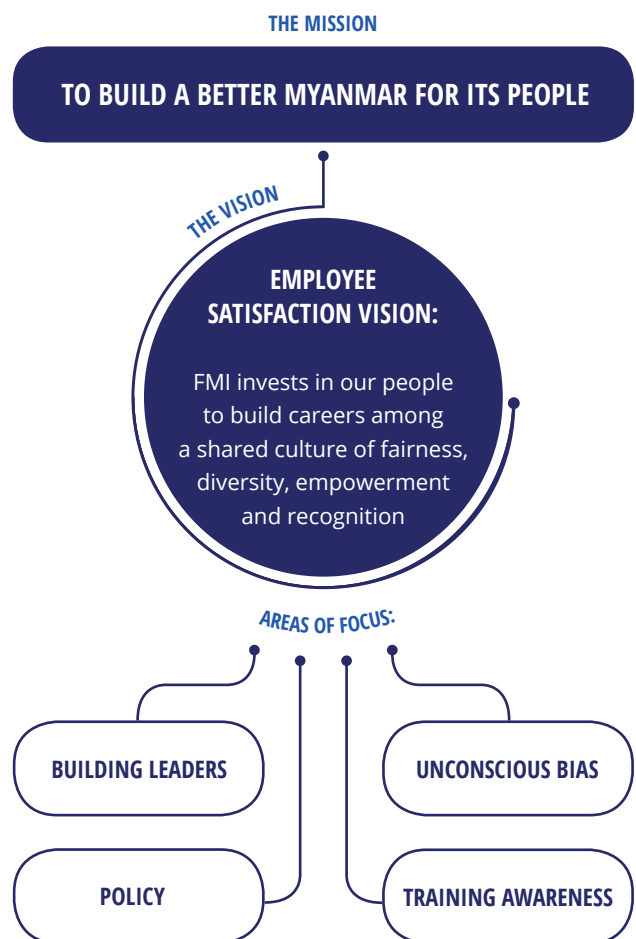 THE MISSION
TO BUILD A BETTER MYANMAR FOR ITS PEOPLE
THE VISION
EMPLOYEE
SATISFACTION VISION:
FMI invests in our people
to build careers among
a shared culture of fairness,
diversity, empowerment
and recognition
AREAS OF FOCUS:
BUILDING LEADERS
UNCONSCIOUS BIAS
POLICY
TRAINING AWARENESS